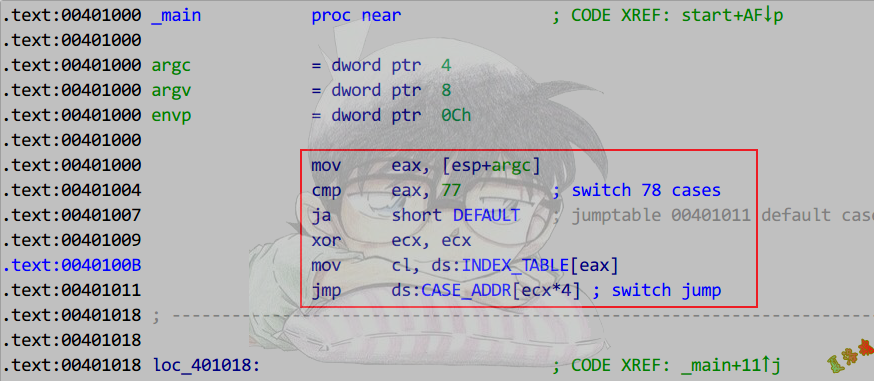 .text:00401000 _main proc near ; CODE XREF: start+AF↓p
.text:00401000
.text:00401000 argc = dword ptr 4
.text:00401000 argv = dword ptr 8
.text:00401000 envp = dword ptr 0Ch
.text:00401000
.text:00401000 mov eax, [esp+argc]
.text:00401004 cmp eax, 77 ; switch 78 cases
.text:00401007 ja short DEFAULT ; jumptable 00401011 default case
.text:00401009 xor ecx, ecx
.text:0040100B mov cl, ds:INDEX_TABLE[eax]
.text:00401011 jmp ds:CASE_ADDR[ecx*4] ; switch jump
.text:00401018 ; ---------------------------------------------------------------------------
.text:00401018
.text:00401018 loc_401018: ; CODE XREF: _main+11↑j